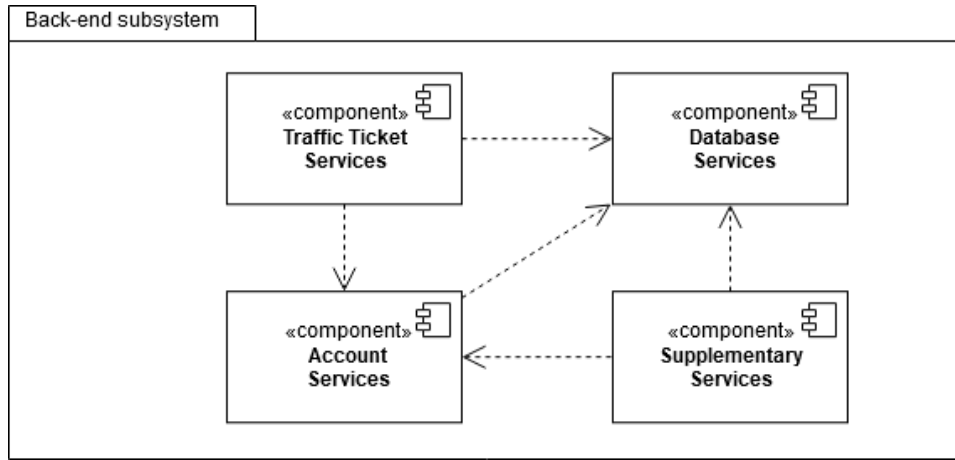 Back-end subsystem
«component»
Traffic Ticket
Services
«component»
Database
Services
«component»
Account
Services
«component»
Supplementary
Services